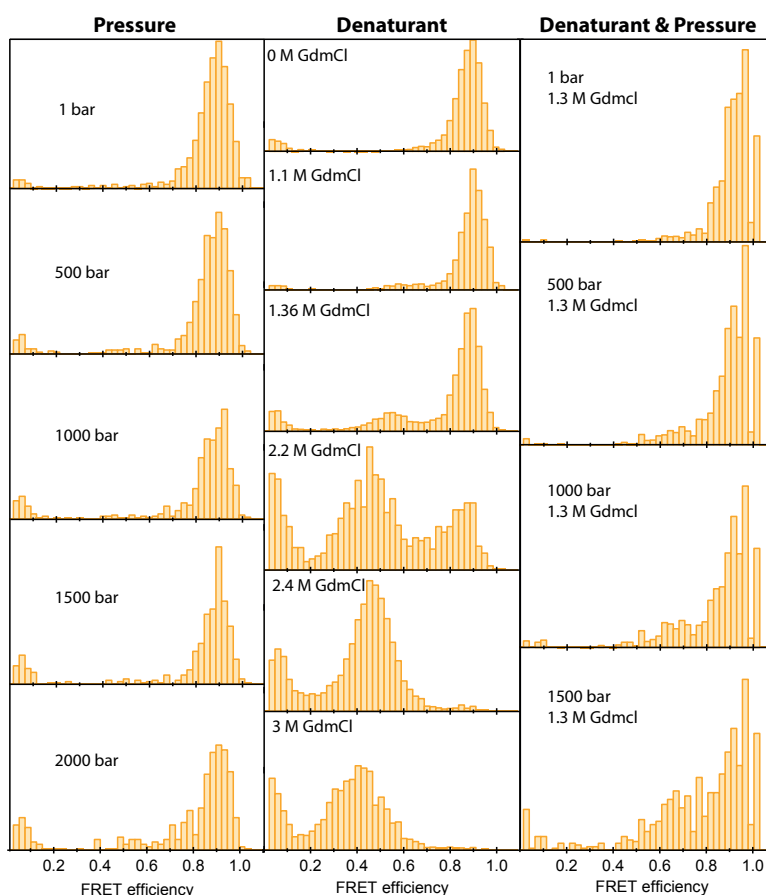 Pressure
1 bar
500 bar
1000 bar
1500 bar
2000 bar
0.2 0.4 0.6 0.8 1.0
FRET efficiency
Denaturant
0 M GdmCl
1.1 M GdmCl
1.36 M GdmCl
2.2 M GdmCl
2.4 M GdmCl
3 M GdmCl
0.2 0.4 0.6 0.8 1.0
FRET efficiency
Denaturant & Pressure
1 bar
1.3 M Gdmcl
500 bar
1.3 M Gdmcl
1000 bar
1.3 M Gdmcl
1500 bar
1.3 M Gdmcl
0.2 0.4 0.6 0.8 1.0
FRET efficiency